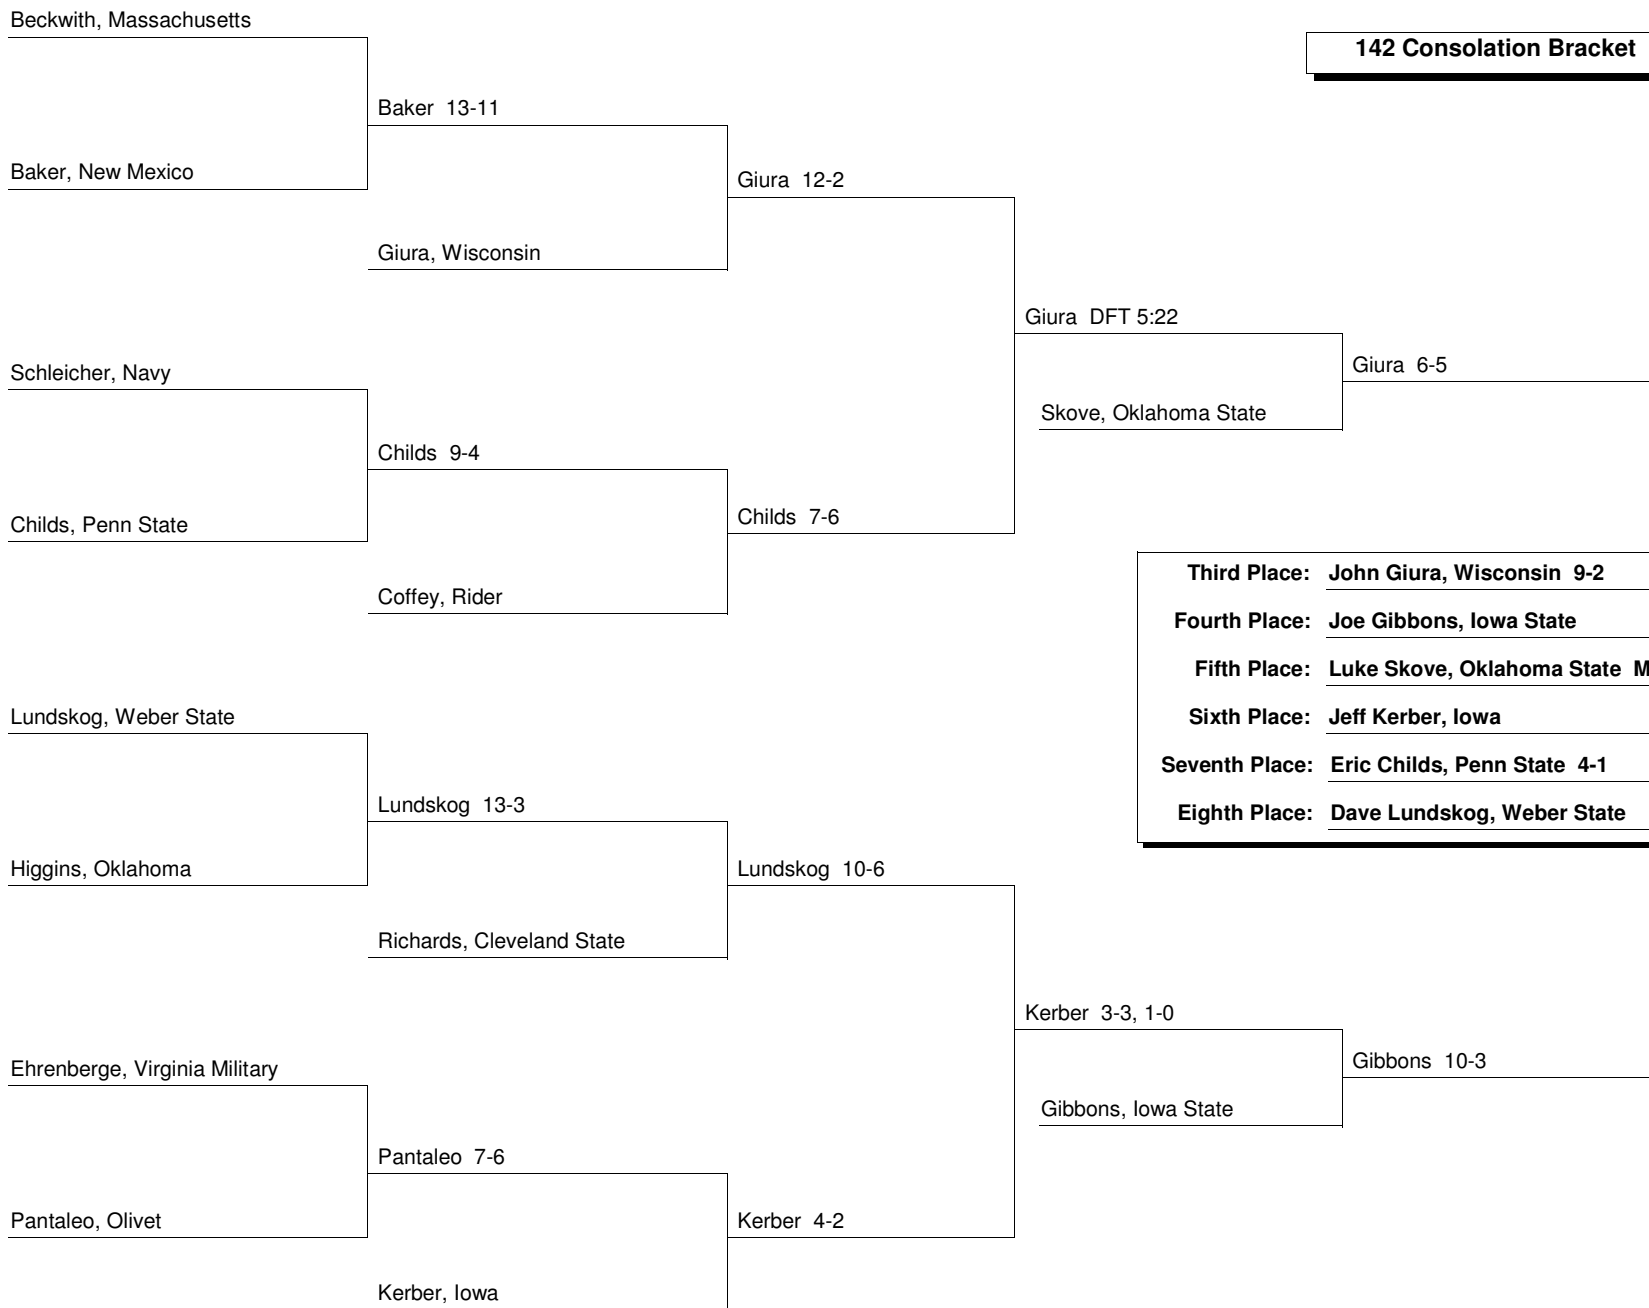 Beckwith, Massachusetts
142 Consolation Bracket
Baker 13-11
Baker, New Mexico
Giura 12-2
Giura, Wisconsin
Giura DFT 5:22
Schleicher, Navy
Giura 6-5
Skove, Oklahoma State
Childs 9-4
Childs, Penn State
Childs 7-6
Coffey, Rider
Third Place: John Giura, Wisconsin 9-2
Fourth Place: Joe Gibbons, Iowa State
Fifth Place: Luke Skove, Oklahoma State M
Sixth Place: Jeff Kerber, Iowa
Seventh Place: Eric Childs, Penn State 4-1
Eighth Place: Dave Lundskog, Weber State
Lundskog, Weber State
Lundskog 13-3
Higgins, Oklahoma
Lundskog 10-6
Richards, Cleveland State
Kerber 3-3, 1-0
Ehrenberge, Virginia Military
Gibbons 10-3
Gibbons, Iowa State
Pantaleo 7-6
Pantaleo, Olivet
Kerber 4-2
Kerber, Iowa